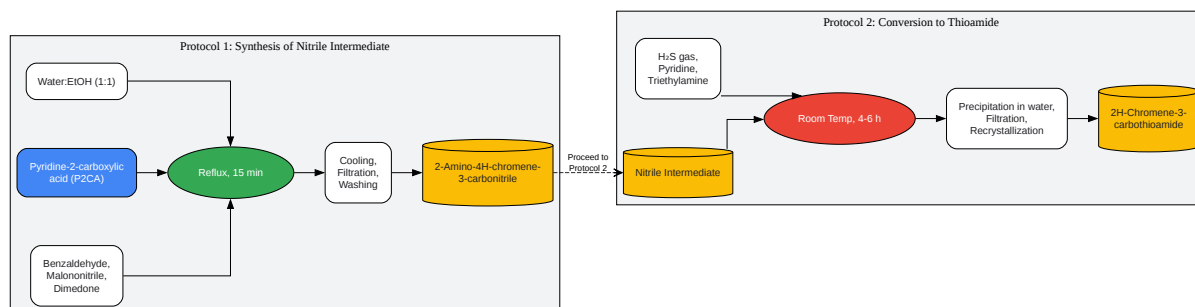 Protocol 1: Synthesis of Nitrile Intermediate
Water:EtOH (1:1)
Pyridine-2-carboxylic
acid (P2CA)
Benzaldehyde,
Malononitrile,
Dimedone
Reflux, 15 min
Cooling,
Filtration,
Washing
2-Amino-4H-chromene-
3-carbonitrile
Proceed to
Protocol 2
Protocol 2: Conversion to Thioamide
H₂S gas,
Pyridine,
Triethylamine
Nitrile Intermediate
Room Temp, 4-6 h
Precipitation in water,
Filtration,
Recrystallization
2H-Chromene-3-
carbothioamide